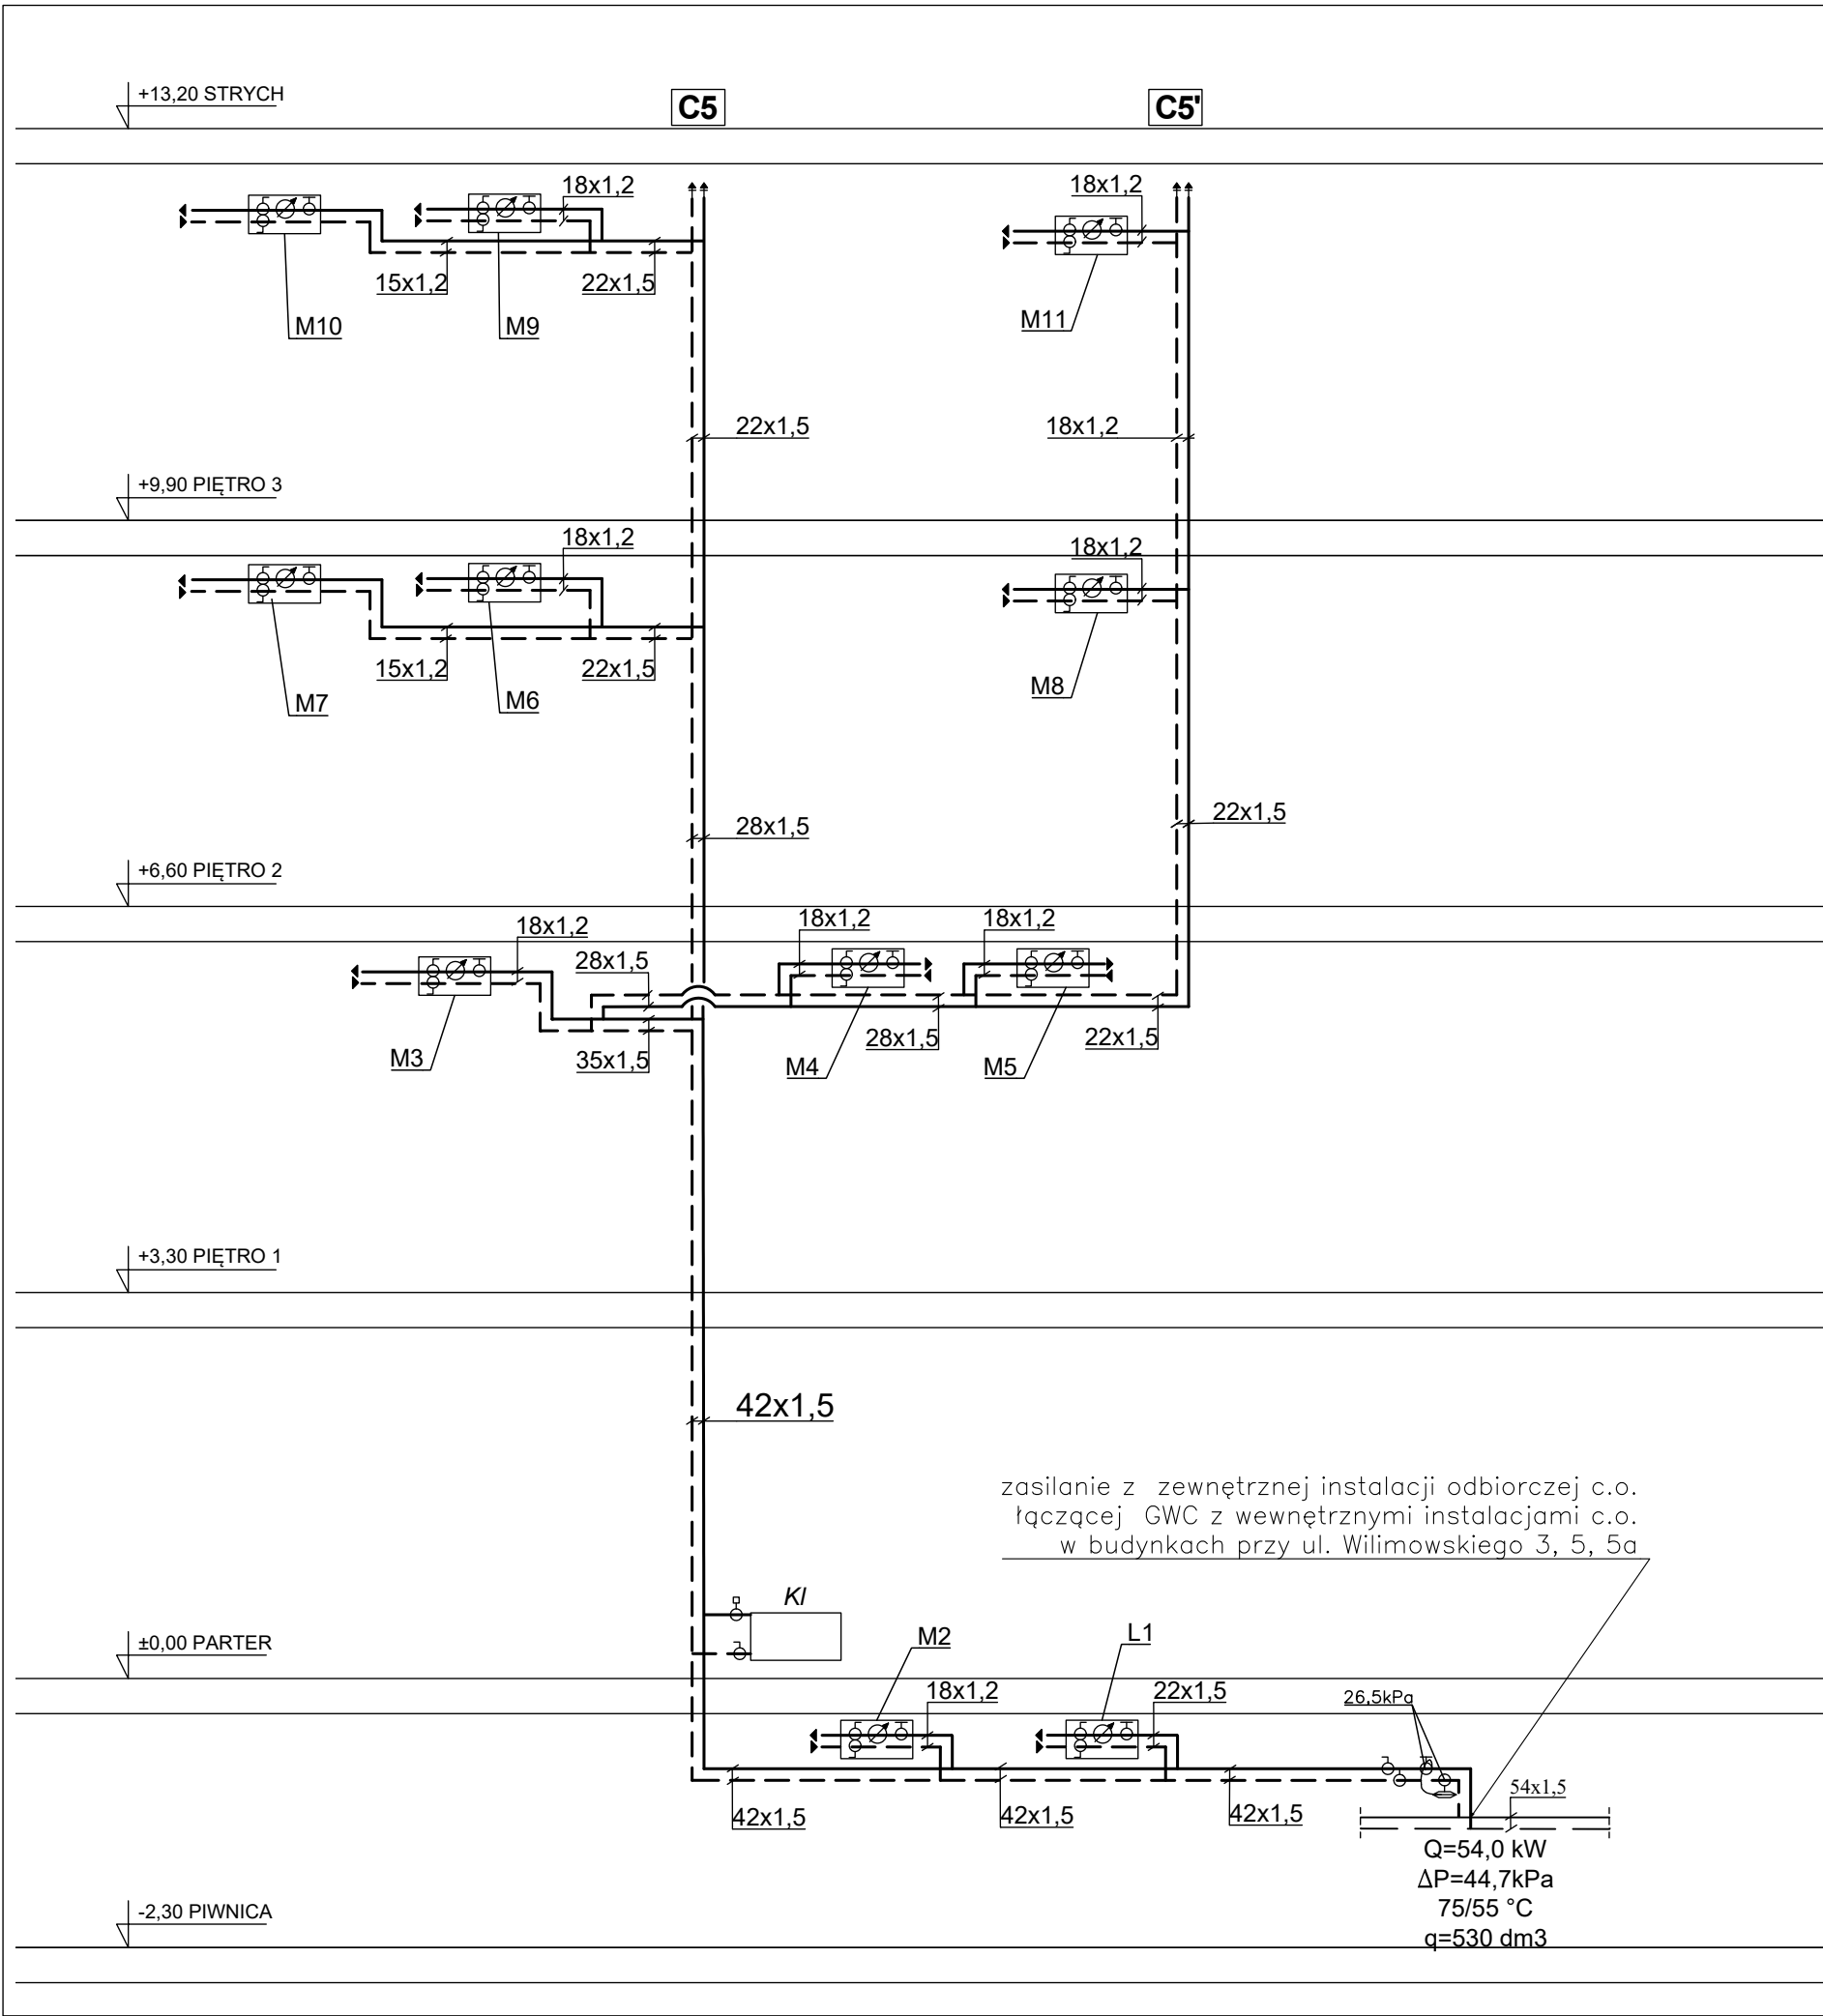 +13,20 STRYCH
C5
C5'
18x1,2
18x1,2
15x1,2
22x1,5
M10
M9
M11
22x1,5
18x1,2
+9,90 PIĘTRO 3
18x1,2
18x1,2
15x1,2
22x1,5
M7
M6
M8
28x1,5
22x1,5
+6,60 PIĘTRO 2
18x1,2
18x1,2
18x1,2
28x1,5
28x1,5
22x1,5
M3
35x1,5
M4
M5
+3,30 PIĘTRO 1
42x1,5
zasilanie z zewnętrznej instalacji odbiorczej c.o.
łączącej GWC z wewnętrznymi instalacjami c.o.
w budynkach przy ul. Wilimowskiego 3, 5, 5a
KI
M2
L1
±0,00 PARTER
18x1,2
22x1,5
26,5kPa
54x1,5
42x1,5
42x1,5
42x1,5
Q=54,0 kW
ΔP=44,7kPa
75/55 °C
q=530 dm3
-2,30 PIWNICA